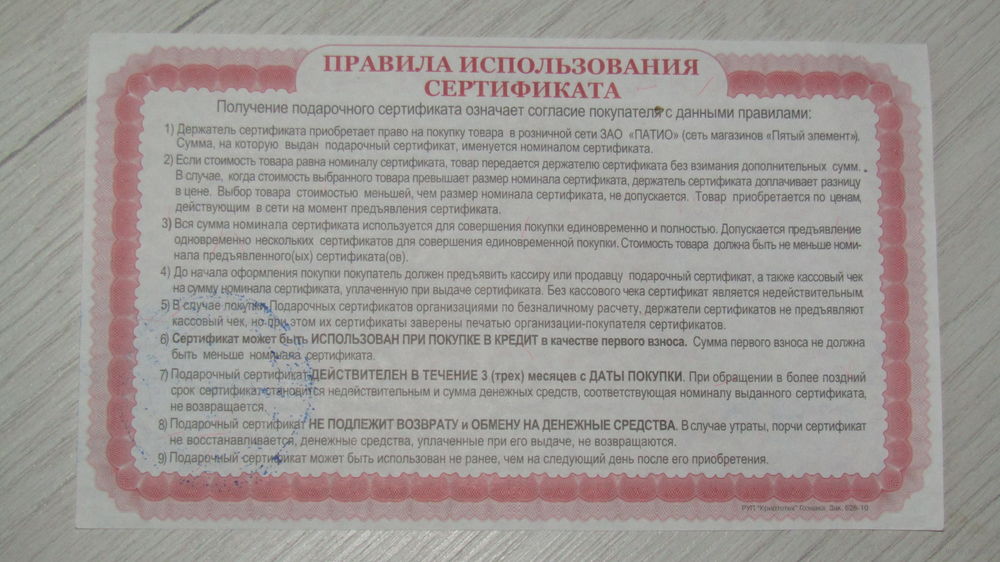 ПРАВИЛА ИСПОЛЬЗОВАНИЯ
СЕРТИФИКАТА
Получение подарочного сертификата означает согласие покупателя с данными правилами:
1) Держатель сертификата приобретает право на покупку товара в розничной сети ЗАО «ПАТИО» (сеть магазинов «Пятый элемент»).
Сумма, на которую выдан подарочный сертификат, именуется номиналом сертификата.
2) Если стоимость товара равна номиналу сертификата, товар передается держателю сертификата без взимания дополнительных сумм.
В случае, когда стоимость выбранного товара превышает размер номинала сертификата, держатель сертификата доплачивает разницу
в цене. Выбор товара стоимостью меньшей, чем размер номинала сертификата, не допускается. Товар приобретается по ценам,
действующим в сети на момент предъявления сертификата.
3) Вся сумма номинала сертификата используется для совершения покупки единовременно и полностью. Допускается предъявление
одновременно нескольких сертификатов для совершения единовременной покупки. Стоимость товара должна быть не меньше номи-
нала предъявленного(ых) сертификата(ов).
4) До начала оформления покупки покупатель должен предъявить кассиру или продавцу подарочный сертификат, а также кассовый чек
на сумму номинала сертификата, уплаченную при выдаче сертификата. Без кассового чека сертификат является недействительным.
5) В случае покупки Подарочных сертификатов организациями по безналичному расчету, держатели сертификатов не предъявляют
кассовый чек, но при этом их сертификаты заверены печатью организации-покупателя сертификатов.
6) Сертификат может быть ИСПОЛЬЗОВАН ПРИ ПОКУПКЕ В КРЕДИТ в качестве первого взноса. Сумма первого взноса не должна
быть меньше номинала сертификата.
7) Подарочный сертификат ДЕЙСТВИТЕЛЕН В ТЕЧЕНИЕ 3 (трех) месяцев с ДАТЫ ПОКУПКИ. При обращении в более поздний
срок сертификат становится недействительным и сумма денежных средств, соответствующая номиналу выданного сертификата,
не возвращается.
8) Подарочный сертификат НЕ ПОДЛЕЖИТ ВОЗВРАТУ и ОБМЕНУ НА ДЕНЕЖНЫЕ СРЕДСТВА. В случае утраты, порчи сертификат
не восстанавливается, денежные средства, уплаченные при его выдаче, не возвращаются.
9) Подарочный сертификат может быть использован не ранее, чем на следующий день после его приобретения.
РУП "Криптотех" Гознака. Зак. 628-10